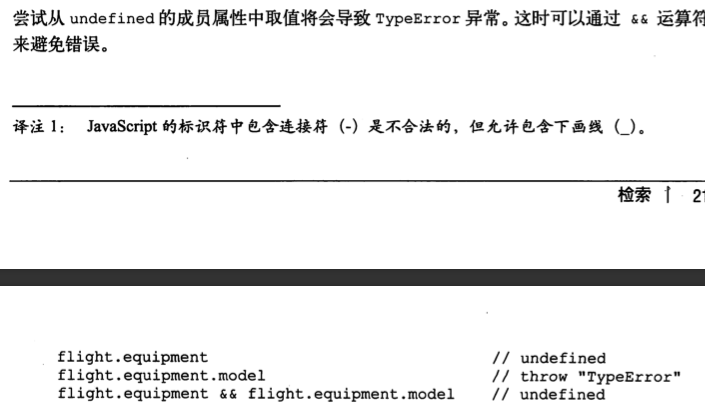 尝试从 undefined 的成员属性中取值将会导致 TypeError 异常。这时可以通过 && 运算符
来避免错误。
译注 1： JavaScript 的标识符中包含连接符（-）是不合法的，但允许包含下画线（_）。
检索 | 21
flight.equipment // undefined
flight.equipment.model // throw "TypeError"
flight.equipment && flight.equipment.model // undefined